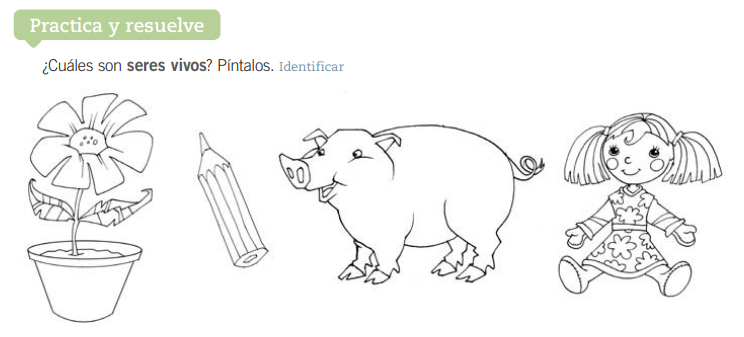 Practica y resuelve
¿Cuáles son seres vivos? Píntalos. Identificar